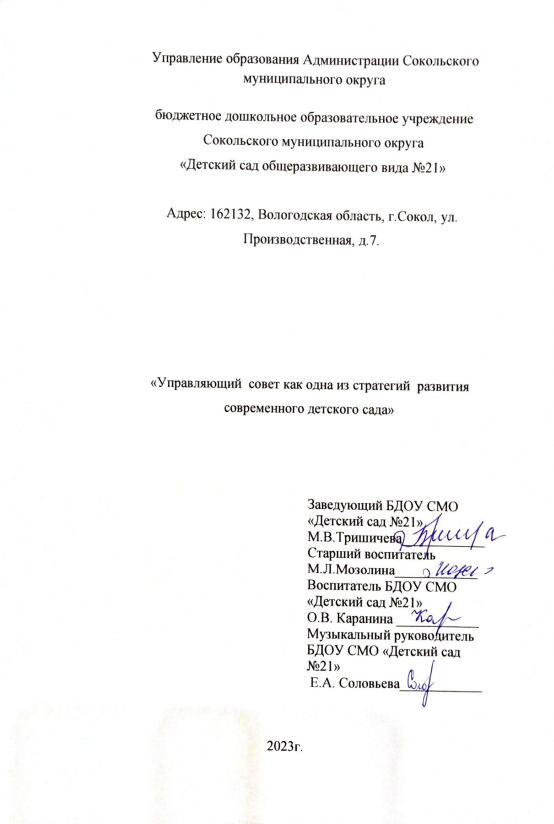 Управление образования Администрации Сокольского
муниципального округа
бюджетное дошкольное образовательное учреждение
Сокольского муниципального округа
«Детский сад общеразвивающего вида №21»
Адрес: 162132, Вологодская область, г.Сокол, ул.
Производственная, д.7.
«Управляющий совет как одна из стратегий развития
современного детского сада»
Заведующий БДОУ СМО
«Детский сад №21»
М.В.Тришичева
Старший воспитатель
М.Л.Мозолина
Воспитатель БДОУ СМО
«Детский сад №21»
О.В. Каранина
Музыкальный руководитель
БДОУ СМО «Детский сад
№21»
Е.А. Соловьева
2023г.